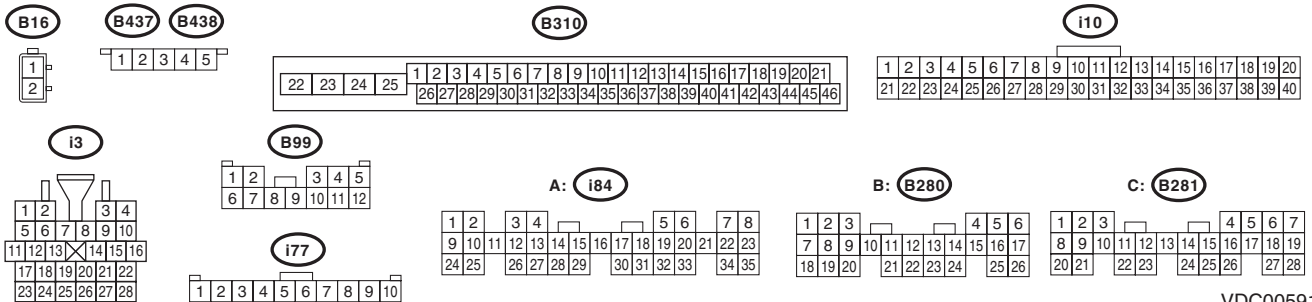 B16
1
2
B437 B438
1 2 3 4 5
B310
22 23 24 25
1 2 3 4 5 6 7 8 9 10 11 12 13 14 15 16 17 18 19 20 21
26 27 28 29 30 31 32 33 34 35 36 37 38 39 40 41 42 43 44 45 46
i10
1 2 3 4 5 6 7 8 9 10 11 12 13 14 15 16 17 18 19 20
21 22 23 24 25 26 27 28 29 30 31 32 33 34 35 36 37 38 39 40
i3
1 2 3 4
5 6 7 8 9 10
11 12 13 14 15 16
17 18 19 20 21 22
23 24 25 26 27 28
B99
1 2 3 4 5
6 7 8 9 10 11 12
i77
1 2 3 4 5 6 7 8 9 10
A: i84
1 2 3 4 5 6 7 8
9 10 11 12 13 14 15 16 17 18 19 20 21 22 23
24 25 26 27 28 29 30 31 32 33 34 35
B: B280
1 2 3 4 5 6
7 8 9 10 11 12 13 14 15 16 17
18 19 20 21 22 23 24 25 26
C: B281
1 2 3 4 5 6 7
8 9 10 11 12 13 14 15 16 17 18 19
20 21 22 23 24 25 26 27 28